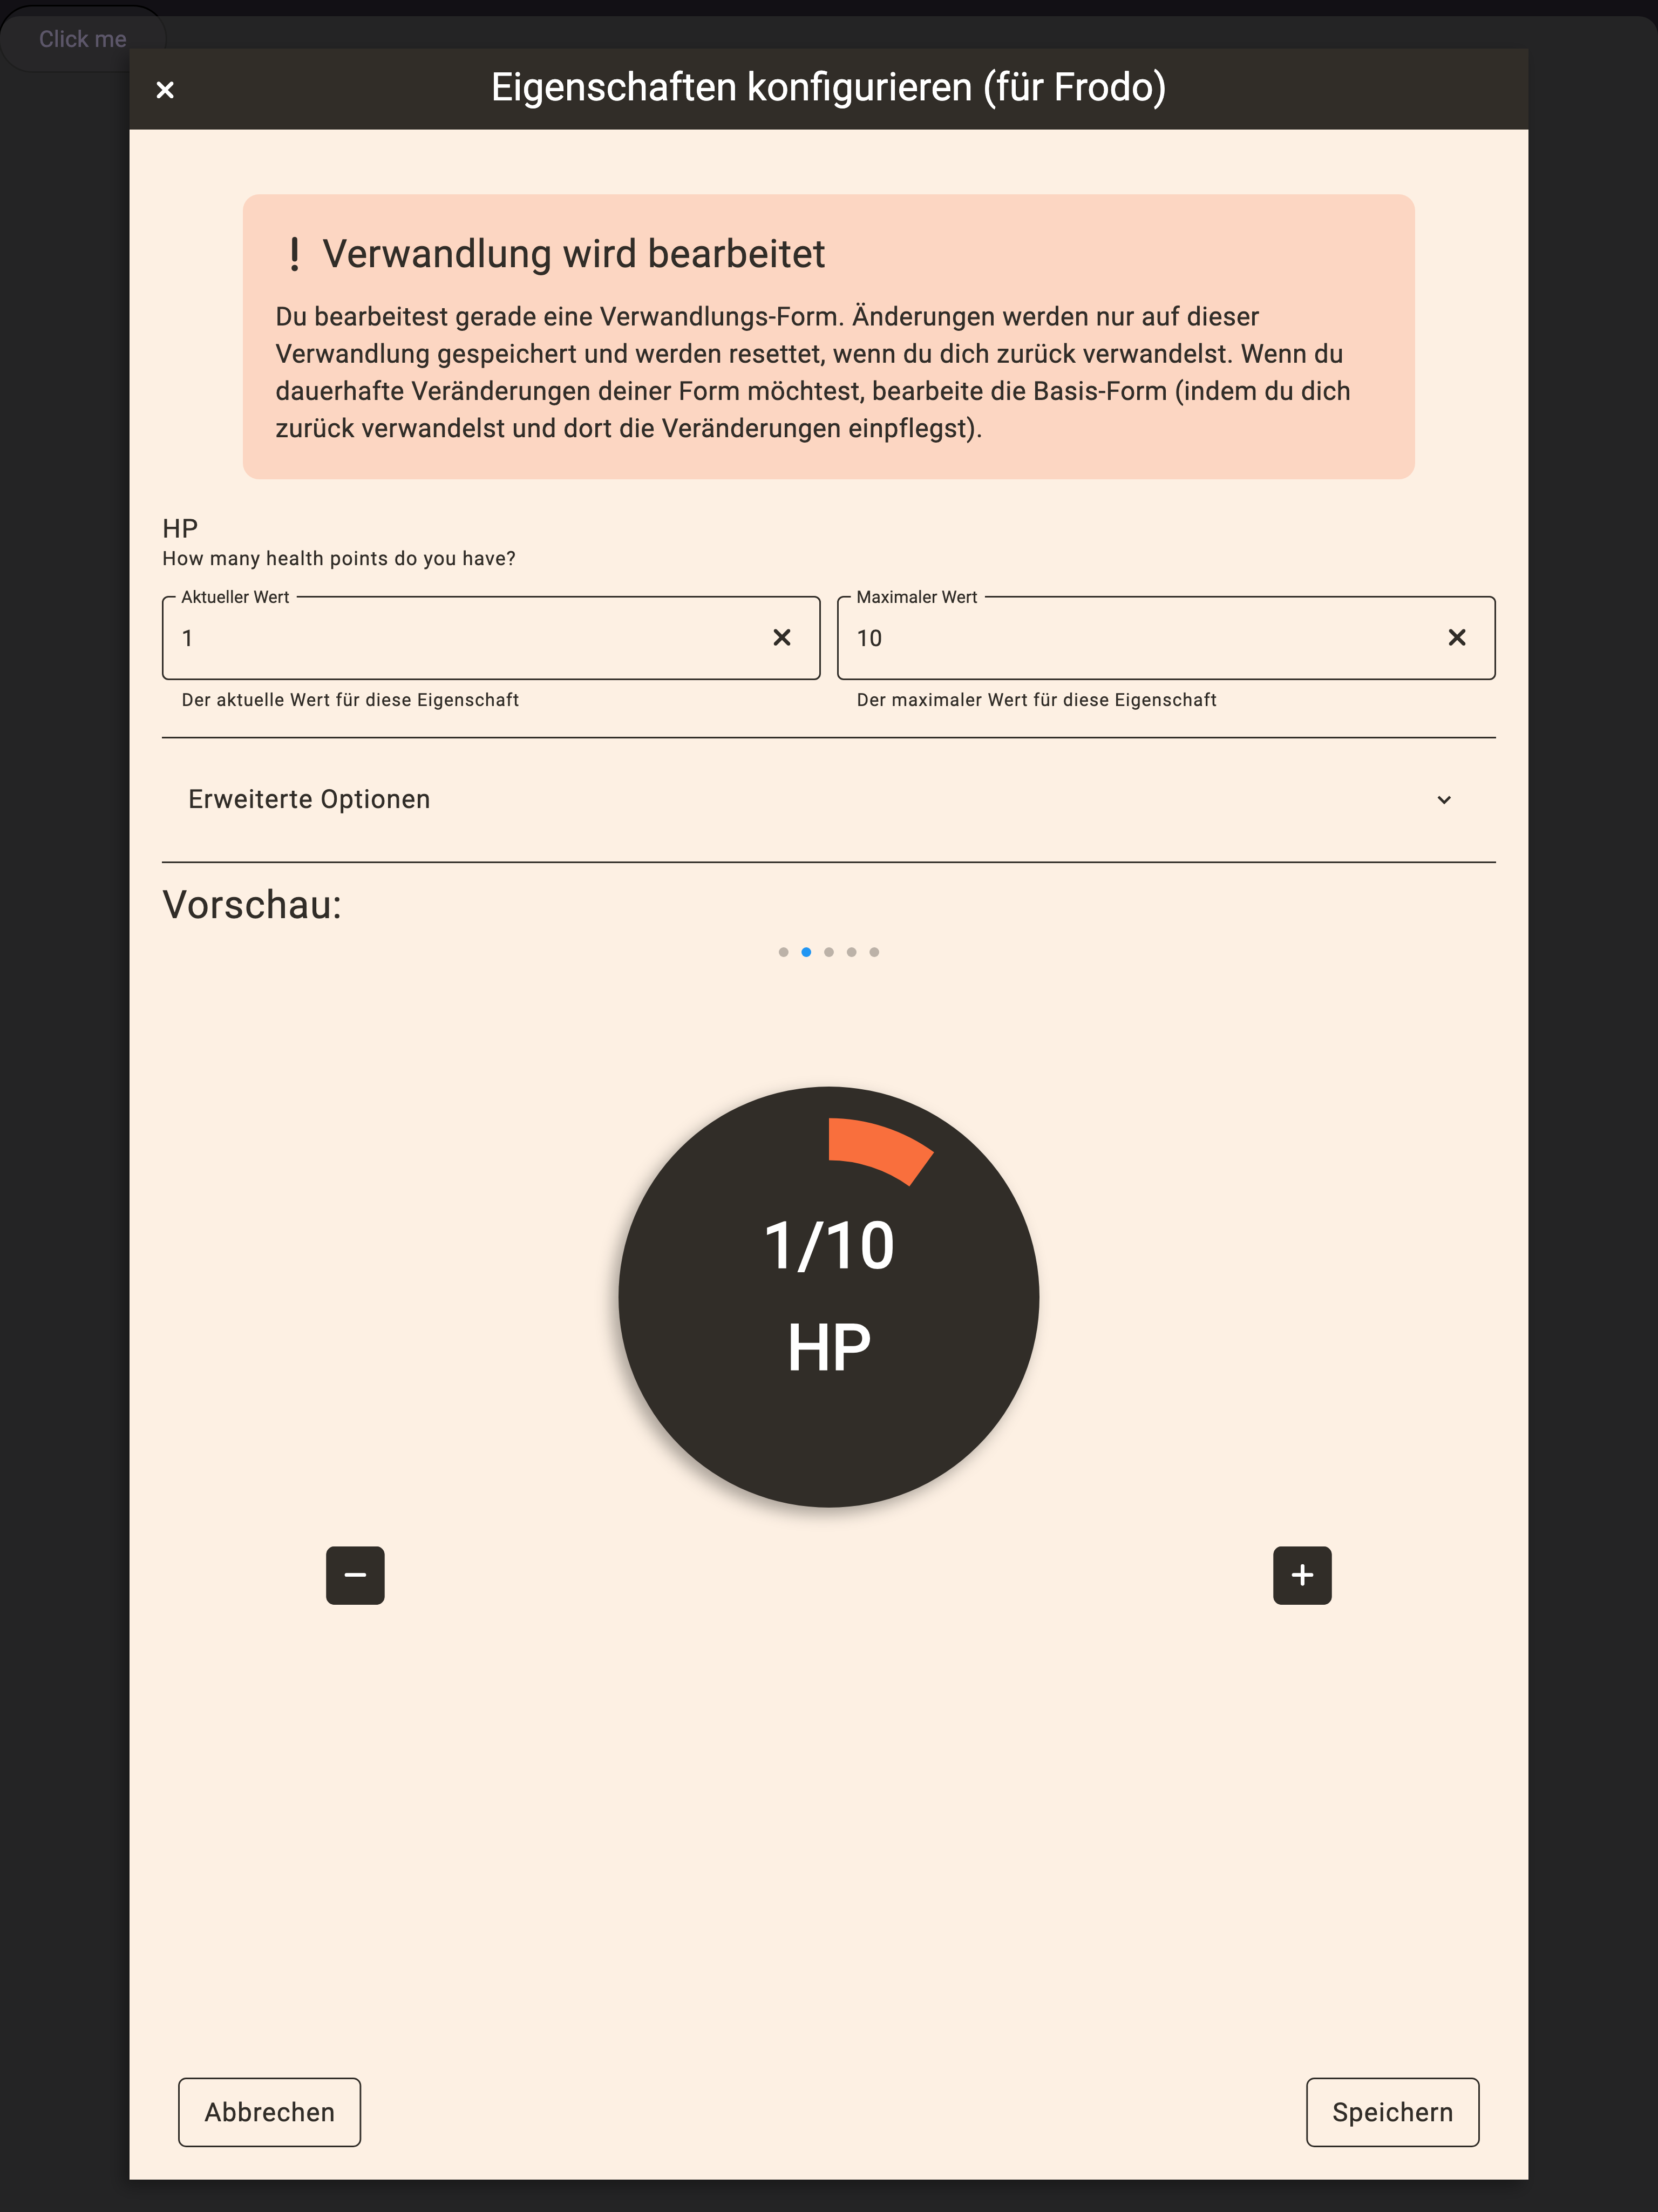 Click me
Eigenschaften konfigurieren (für Frodo)
! Verwandlung wird bearbeitet
Du bearbeitest gerade eine Verwandlungs-Form. Änderungen werden nur auf dieser
Verwandlung gespeichert und werden resettet, wenn du dich zurück verwandelst. Wenn du
dauerhafte Veränderungen deiner Form möchtest, bearbeite die Basis-Form (indem du dich
zurück verwandelst und dort die Veränderungen einpflegst).
HP
How many health points do you have?
Aktueller Wert
1
Der aktuelle Wert für diese Eigenschaft
Maximaler Wert
10
Der maximaler Wert für diese Eigenschaft
Erweiterte Optionen
Vorschau:
1/10
HP
Abbrechen
Speichern